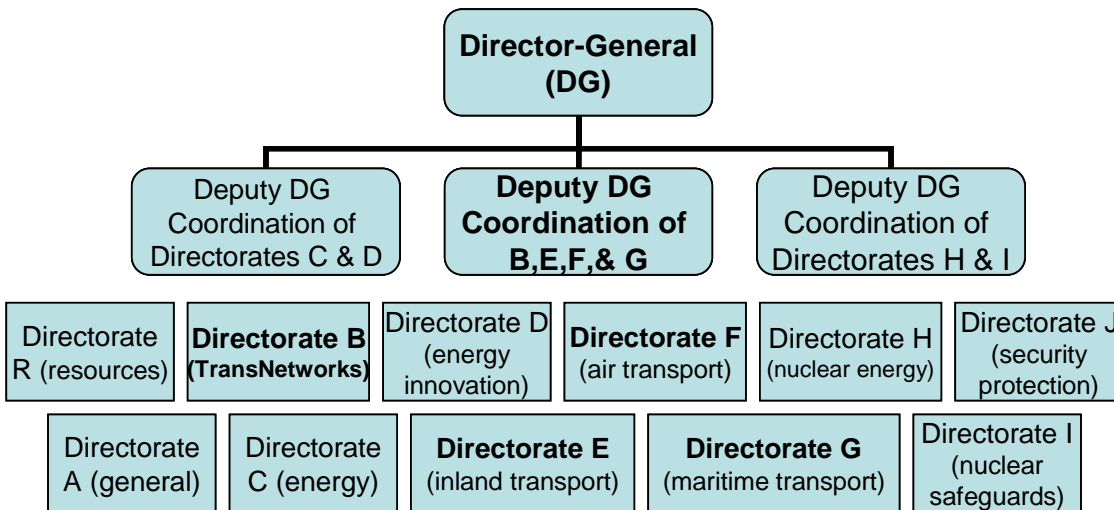 Director-General
(DG)
Deputy DG
Coordination of
Directorates C & D
Deputy DG
Coordination of
B,E,F,& G
Deputy DG
Coordination of
Directorates H & I
Directorate
R (resources)
Directorate B
(TransNetworks)
Directorate D
(energy
innovation)
Directorate F
(air transport)
Directorate H
(nuclear energy)
Directorate J
(security
protection)
Directorate
A (general)
Directorate
C (energy)
Directorate E
(inland transport)
Directorate G
(maritime transport)
Directorate I
(nuclear
safeguards)